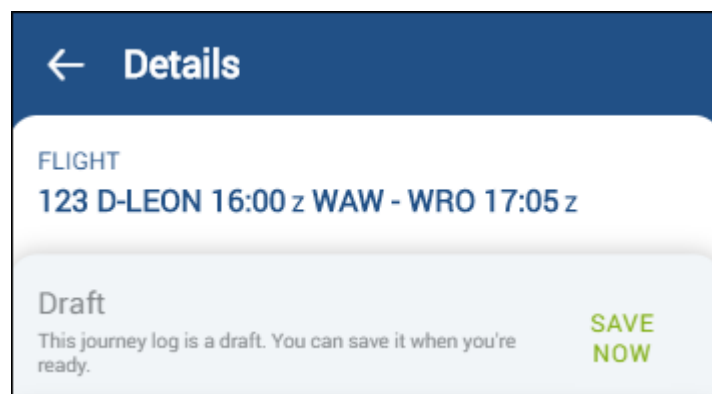 Details
FLIGHT
123 D-LEON 16:00 z WAW - WRO 17:05 z
Draft
This journey log is a draft. You can save it when you're
ready.
SAVE
NOW